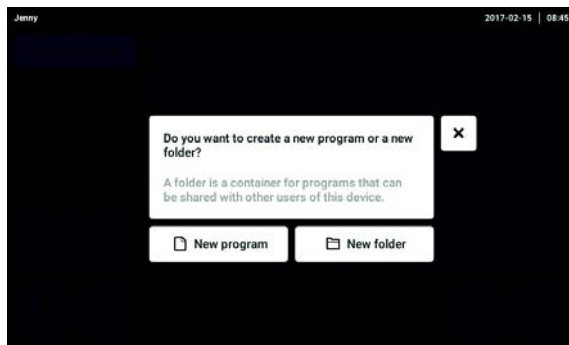 Jenny
2017-02-15 | 08:45
Do you want to create a new program or a new
folder?
A folder is a container for programs that can
be shared with other users of this device.
New program
New folder